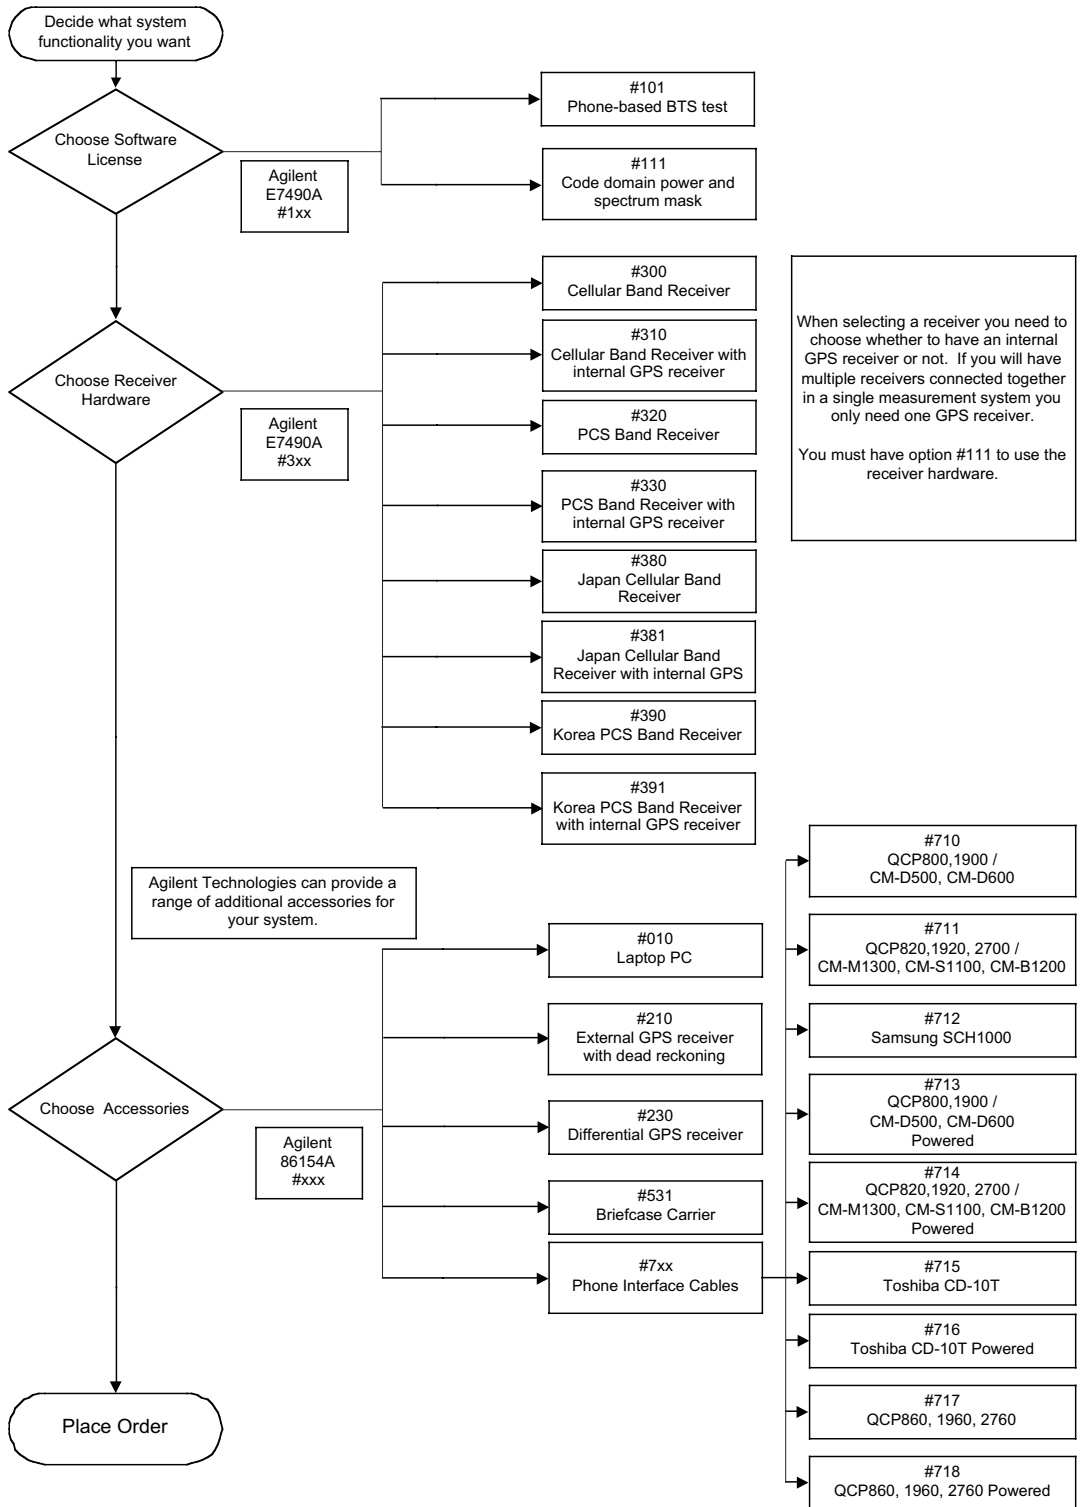 Decide what system
functionality you want
Choose Software
License
Agilent
E7490A
#1xx
#101
Phone-based BTS test
#111
Code domain power and
spectrum mask
Choose Receiver
Hardware
Agilent
E7490A
#3xx
#300
Cellular Band Receiver
#310
Cellular Band Receiver with
internal GPS receiver
#320
PCS Band Receiver
#330
PCS Band Receiver with
internal GPS receiver
#380
Japan Cellular Band
Receiver
#381
Japan Cellular Band
Receiver with internal GPS
#390
Korea PCS Band Receiver
#391
Korea PCS Band Receiver
with internal GPS receiver
When selecting a receiver you need to
choose whether to have an internal
GPS receiver or not. If you will have
multiple receivers connected together
in a single measurement system you
only need one GPS receiver.
You must have option #111 to use the
receiver hardware.
Agilent Technologies can provide a
range of additional accessories for
your system.
Choose Accessories
Agilent
86154A
#xxx
#010
Laptop PC
#210
External GPS receiver
with dead reckoning
#230
Differential GPS receiver
#531
Briefcase Carrier
#7xx
Phone Interface Cables
#710
QCP800,1900 /
CM-D500, CM-D600
#711
QCP820,1920, 2700 /
CM-M1300, CM-S1100, CM-B1200
#712
Samsung SCH1000
#713
QCP800,1900 /
CM-D500, CM-D600
Powered
#714
QCP820,1920, 2700 /
CM-M1300, CM-S1100, CM-B1200
Powered
#715
Toshiba CD-10T
#716
Toshiba CD-10T Powered
#717
QCP860, 1960, 2760
#718
QCP860, 1960, 2760 Powered
Place Order